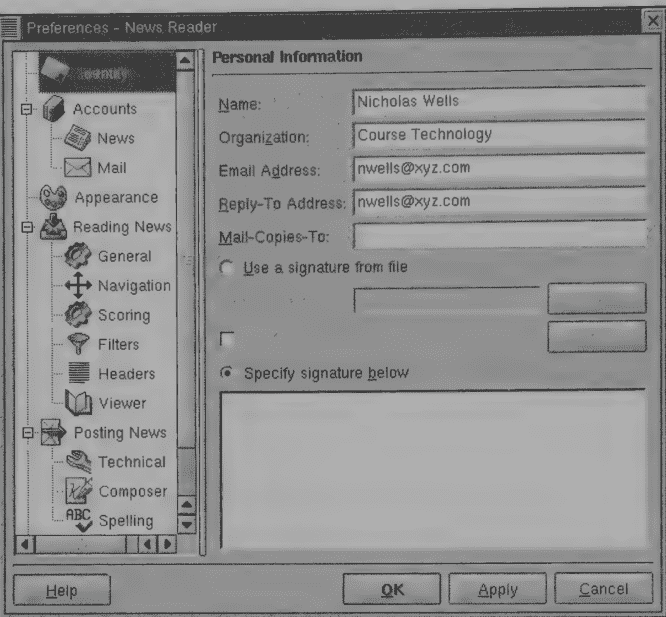 Preferences - News Reader
Identity
Accounts
News
Mail
Appearance
Reading News
General
Navigation
Scoring
Filters
Headers
Viewer
Posting News
Technical
Composer
ABC
Spelling
Personal Information
Name: Nicholas Wells
Organization: Course Technology
Email Address: nwells@xyz.com
Reply-To Address: nwells@xyz.com
Mail-Copies-To:
Use a signature from file
Specify signature below
Help
OK
Apply
Cancel